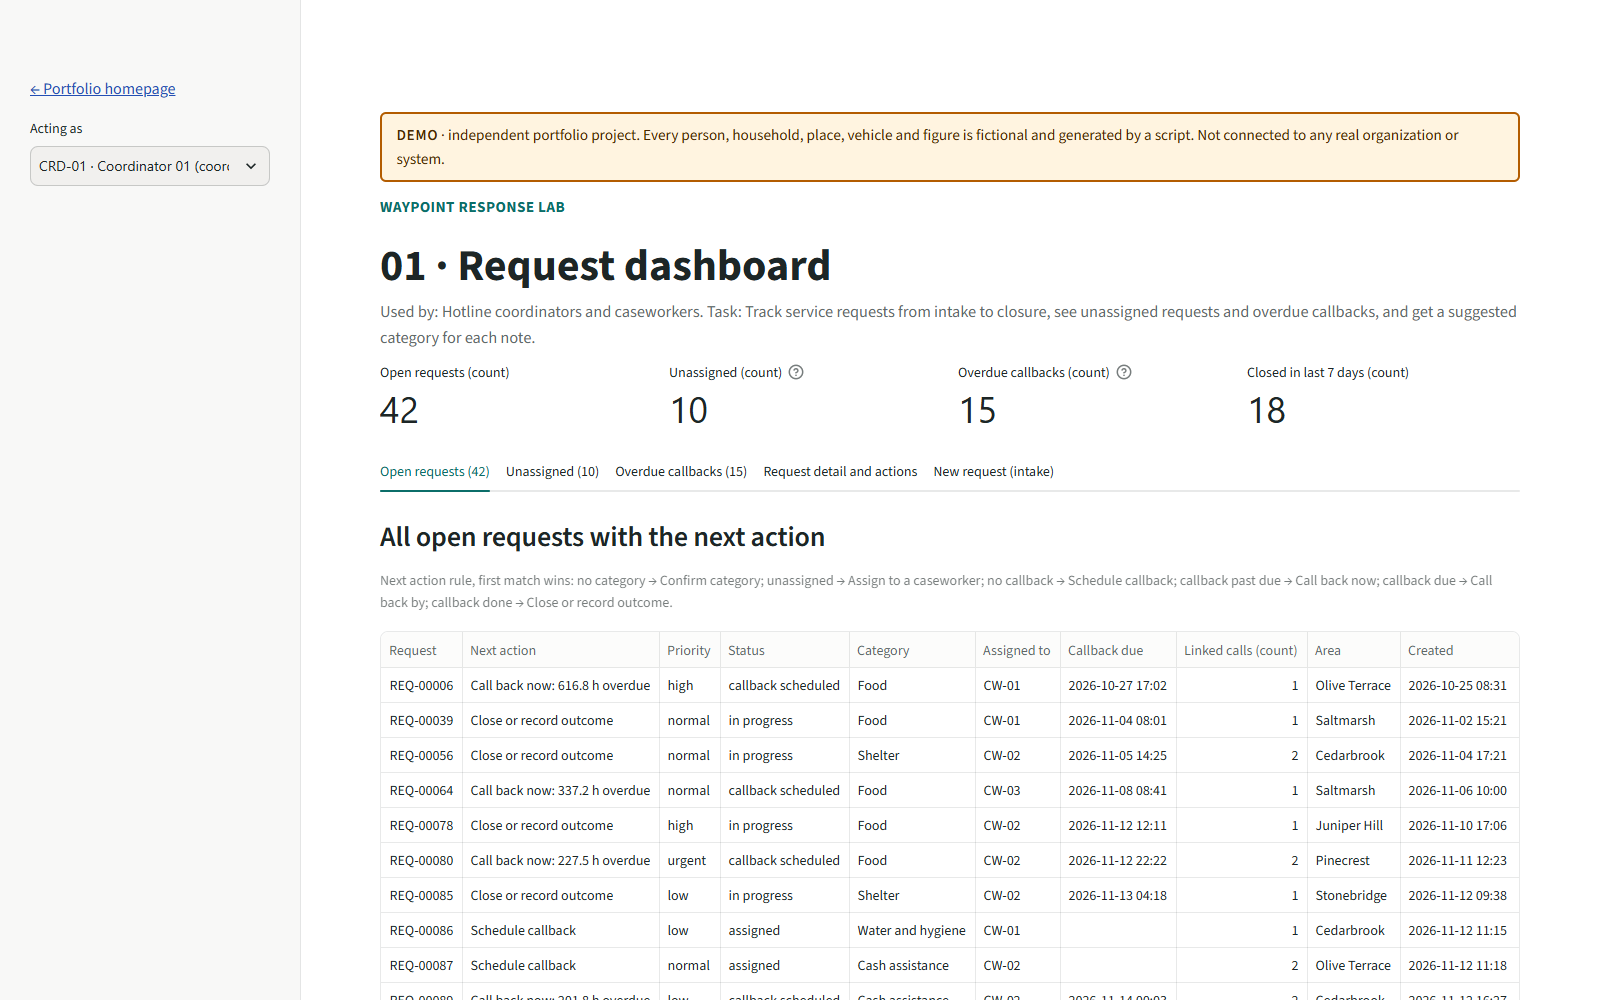 ← Portfolio homepage
Acting as
CRD-01 · Coordinator 01 (coor
DEMO · independent portfolio project. Every person, household, place, vehicle and figure is fictional and generated by a script. Not connected to any real organization or
system.
WAYPOINT RESPONSE LAB
01 · Request dashboard
Used by: Hotline coordinators and caseworkers. Task: Track service requests from intake to closure, see unassigned requests and overdue callbacks, and get a suggested
category for each note.
Open requests (count) Unassigned (count) Overdue callbacks (count) Closed in last 7 days (count)
42 10 15 18
Open requests (42) Unassigned (10) Overdue callbacks (15) Request detail and actions New request (intake)
All open requests with the next action
Next action rule, first match wins: no category → Confirm category; unassigned → Assign to a caseworker; no callback → Schedule callback; callback past due → Call back now; callback due → Call
back by; callback done → Close or record outcome.
Request Next action Priority Status Category Assigned to Callback due Linked calls (count) Area Created
REQ-00006 Call back now: 616.8 h overdue high callback scheduled Food CW-01 2026-10-27 17:02 1 Olive Terrace 2026-10-25 08:31
REQ-00039 Close or record outcome normal in progress Food CW-01 2026-11-04 08:01 1 Saltmarsh 2026-11-02 15:21
REQ-00056 Close or record outcome normal in progress Shelter CW-02 2026-11-05 14:25 2 Cedarbrook 2026-11-04 17:21
REQ-00064 Call back now: 337.2 h overdue normal callback scheduled Food CW-03 2026-11-08 08:41 1 Saltmarsh 2026-11-06 10:00
REQ-00078 Close or record outcome high in progress Food CW-02 2026-11-12 12:11 1 Juniper Hill 2026-11-10 17:06
REQ-00080 Call back now: 227.5 h overdue urgent callback scheduled Food CW-02 2026-11-12 22:22 2 Pinecrest 2026-11-11 12:23
REQ-00085 Close or record outcome low in progress Shelter CW-02 2026-11-13 04:18 1 Stonebridge 2026-11-12 09:38
REQ-00086 Schedule callback low assigned Water and hygiene CW-01 1 Cedarbrook 2026-11-12 11:15
REQ-00087 Schedule callback normal assigned Cash assistance CW-02 2 Olive Terrace 2026-11-12 11:18